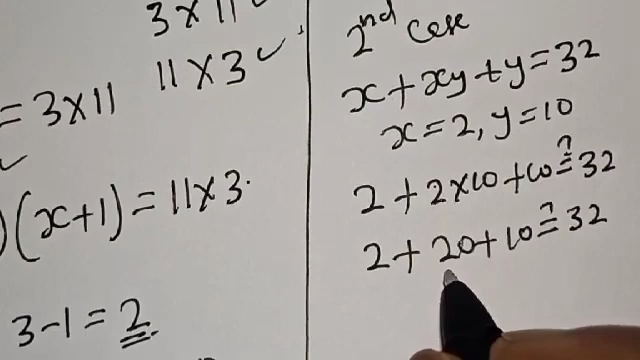 3 x 11
11 x 3
= 3x11
)(x+1) = 11x3.
3-1 = 2
2nd Case
x+xy+y=32
x=2, y=10
2 + 2x10 + 10 ?= 32
2 + 20 + 10 ?= 32